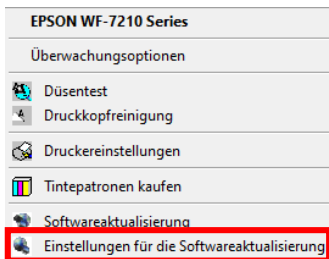 EPSON WF-7210 Series
Überwachungsoptionen
Düsentest
Druckkopfreinigung
Druckereinstellungen
Tintepatronen kaufen
Softwareaktualisierung
Einstellungen für die Softwareaktualisierung